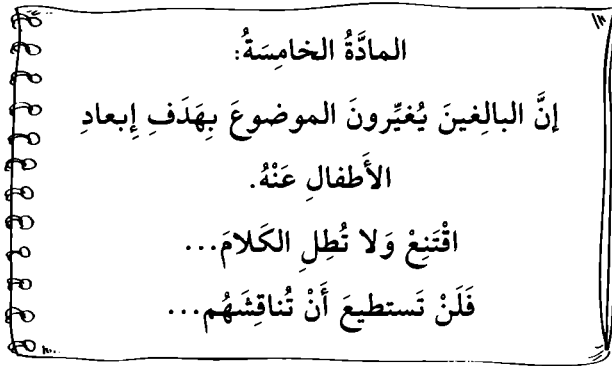 المادَّةُ الخامِسَةُ:
إنَّ البالِغينَ يُغيِّرونَ الموضوعَ بِهَدَفِ إبعادِ
الأَطفالِ عَنْهُ.
اقْتَنِعْ وَلا تُطِلِ الكَلامَ...
فَلَنْ تَستطيعَ أَنْ تُناقِشَهُم...